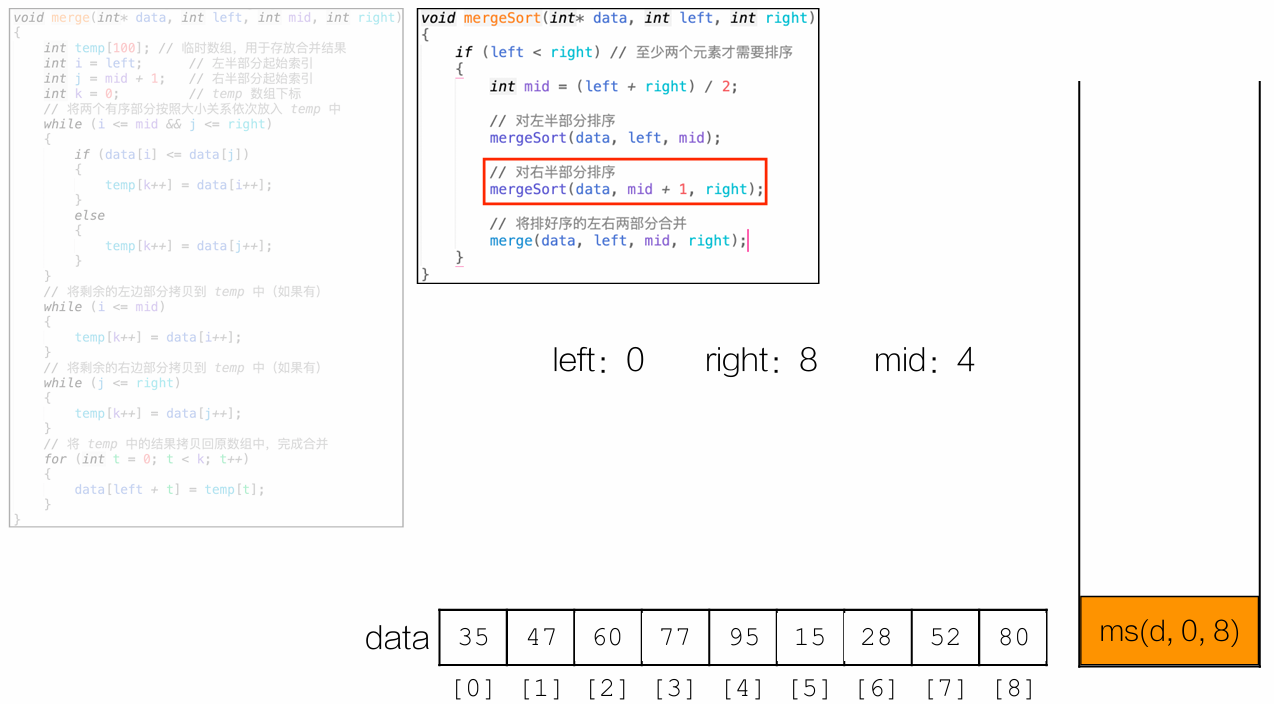 void merge(int* data, int left, int mid, int right)
{
    int temp[100]; // 临时数组，用于存放合并结果
    int i = left;      // 左半部分起始索引
    int j = mid + 1;   // 右半部分起始索引
    int k = 0;         // temp 数组下标
    // 将两个有序部分按照大小关系依次放入 temp 中
    while (i <= mid && j <= right)
    {
        if (data[i] <= data[j])
        {
            temp[k++] = data[i++];
        }
        else
        {
            temp[k++] = data[j++];
        }
    }
    // 将剩余的左边部分拷贝到 temp 中（如果有）
    while (i <= mid)
    {
        temp[k++] = data[i++];
    }
    // 将剩余的右边部分拷贝到 temp 中（如果有）
    while (j <= right)
    {
        temp[k++] = data[j++];
    }
    // 将 temp 中的结果拷贝回原数组中，完成合并
    for (int t = 0; t < k; t++)
    {
        data[left + t] = temp[t];
    }
}
void mergeSort(int* data, int left, int right)
{
    if (left < right) // 至少两个元素才需要排序
    {
        int mid = (left + right) / 2;
        // 对左半部分排序
        mergeSort(data, left, mid);
        // 对右半部分排序
        mergeSort(data, mid + 1, right);
        // 将排好序的左右两部分合并
        merge(data, left, mid, right);
    }
}
left：0 right：8 mid：4
data 35 47 60 77 95 15 28 52 80
[0] [1] [2] [3] [4] [5] [6] [7] [8]
ms(d, 0, 8)